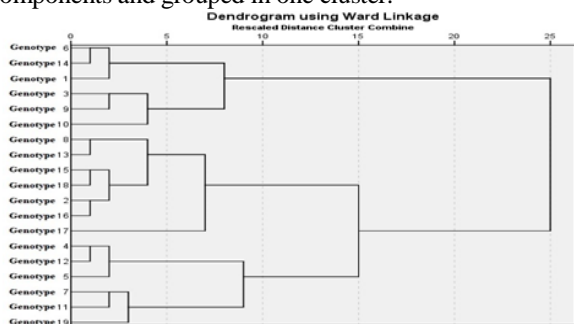 omponents and grouped in one cluster.
Dendrogram using Ward Linkage
Rescaled Distance Cluster Combine
0 5 10 15 20 25
Genotype 6
Genotype 14
Genotype 1
Genotype 3
Genotype 9
Genotype 10
Genotype 8
Genotype 13
Genotype 15
Genotype 18
Genotype 2
Genotype 16
Genotype 17
Genotype 4
Genotype 12
Genotype 5
Genotype 7
Genotype 11
Genotype 19